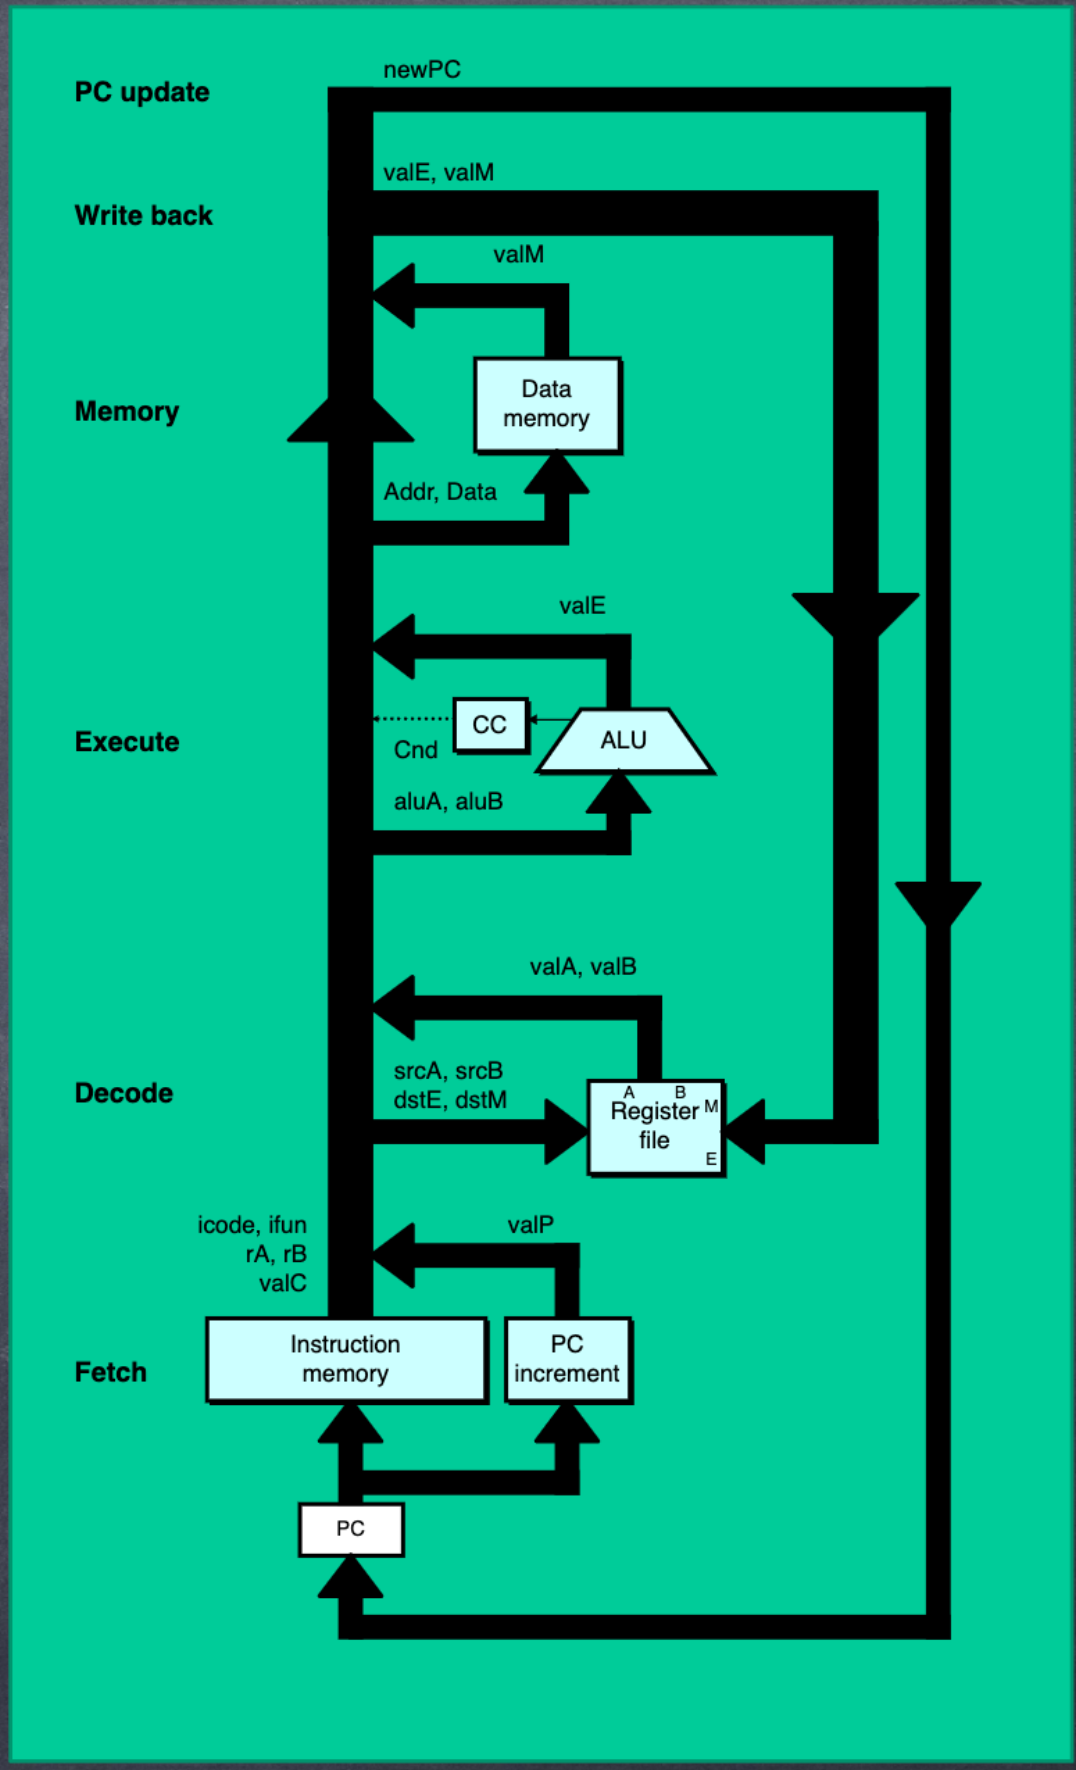 newPC
PC update
valE, valM
Write back
valM
Data
memory
Memory
Addr, Data
valE
CC
ALU
Execute
Cnd
aluA, aluB
valA, valB
srcA, srcB
dstE, dstM
Decode
A B
Register M
file
E
icode, ifun
rA, rB
valC
valP
Instruction
memory
PC
increment
Fetch
PC